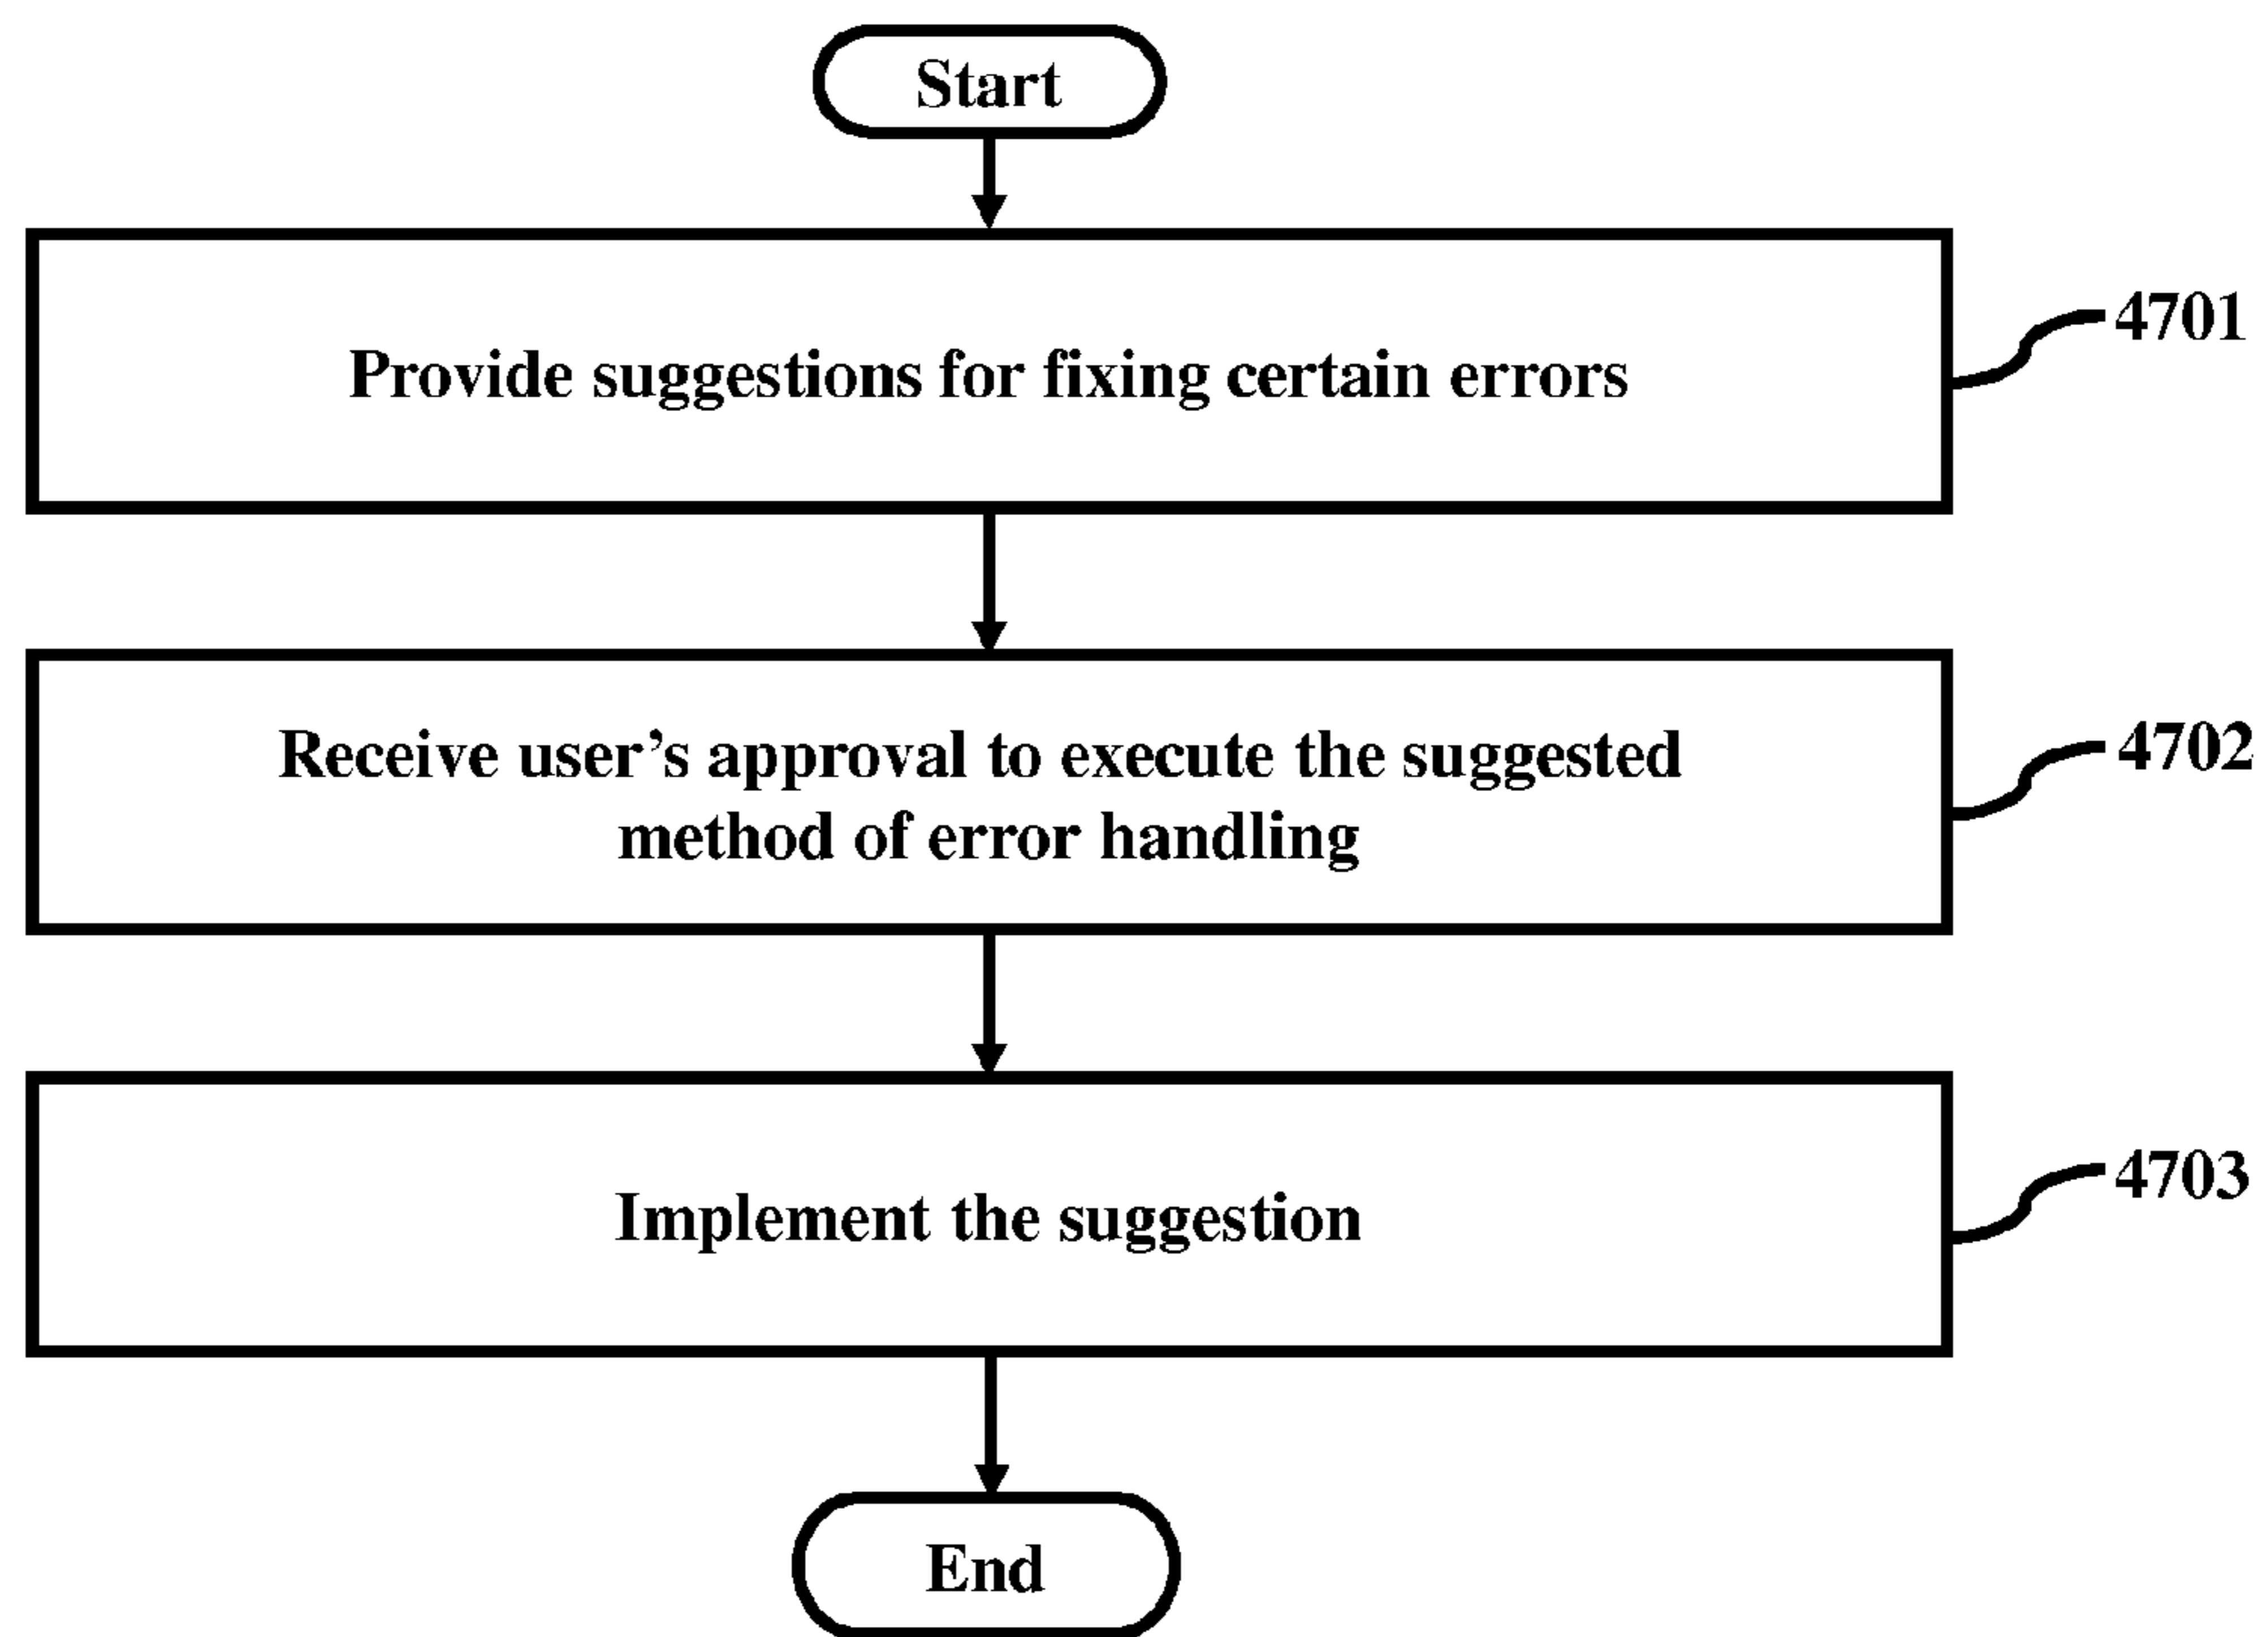 Start
Provide suggestions for fixing certain errors
4701
Receive user’s approval to execute the suggested
method of error handling
4702
Implement the suggestion
4703
End